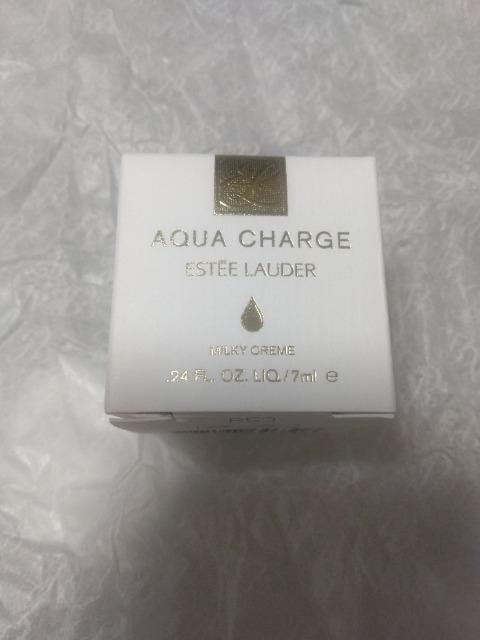 AQUA CHARGE
ESTĒE LAUDER
MILKY CREME
.24 FL. OZ. LIQ./7ml ℮